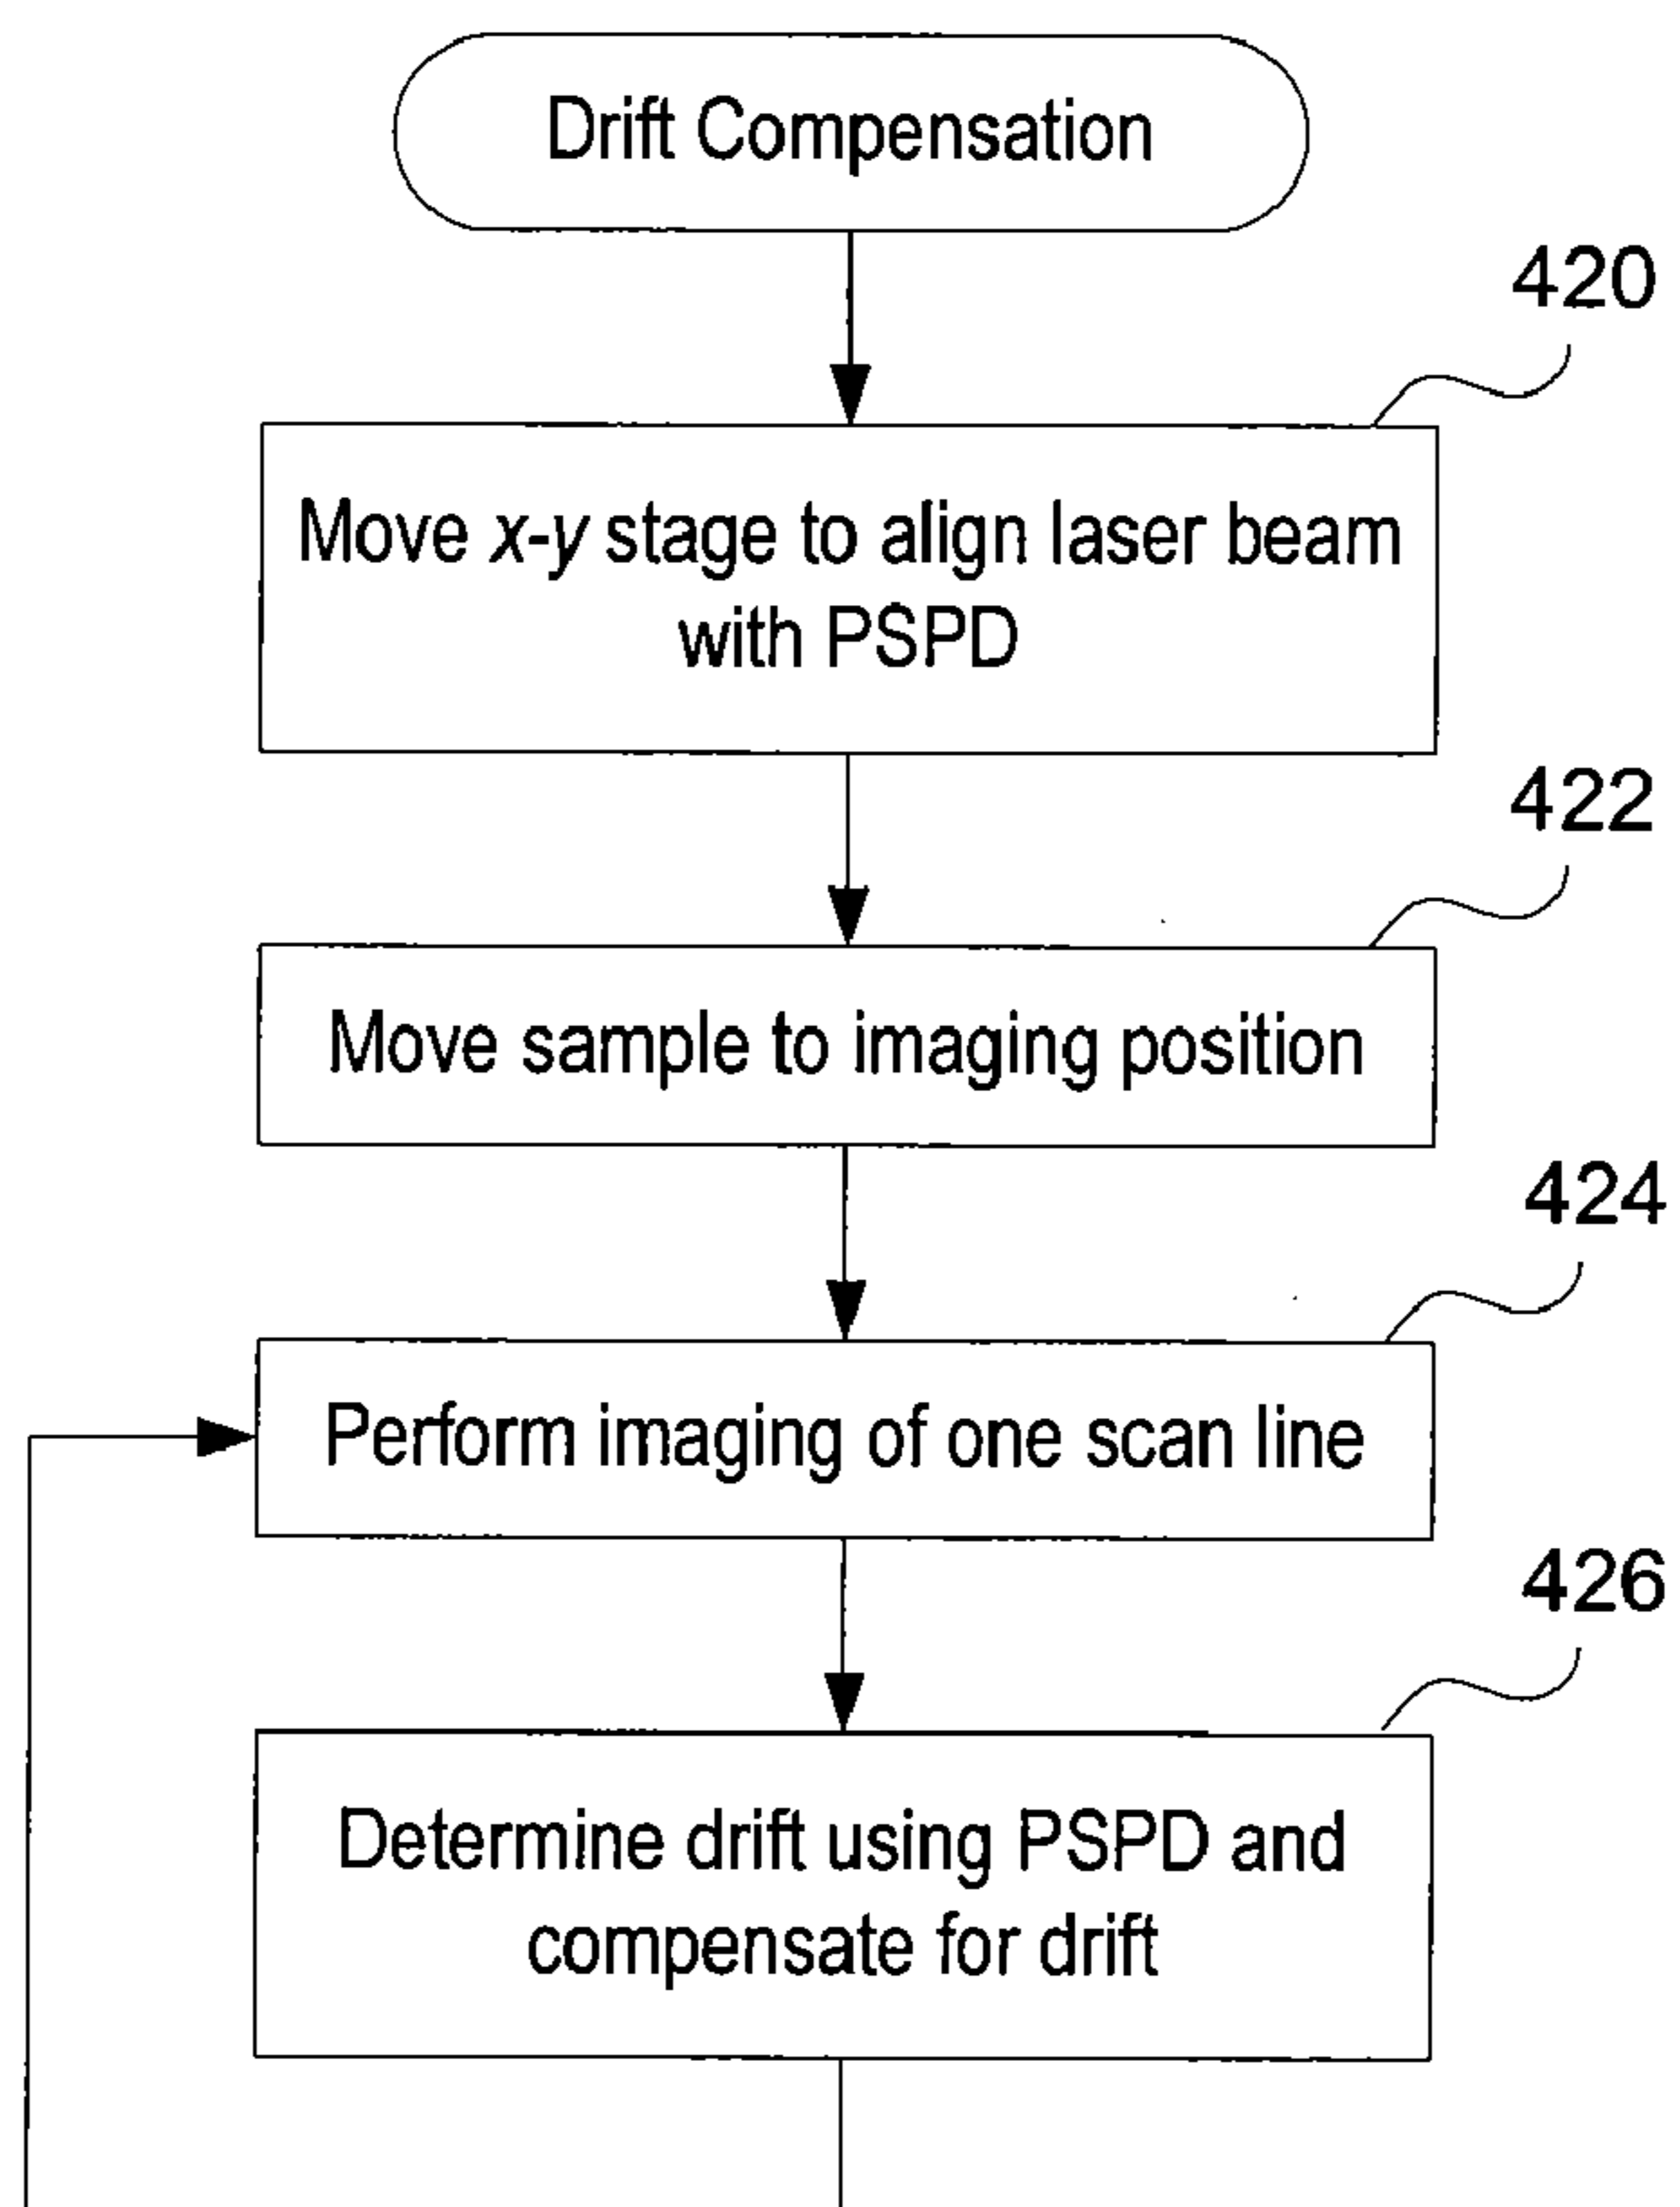 Drift Compensation
420
Move x-y stage to align laser beam
with PSPD
422
Move sample to imaging position
424
Perform imaging of one scan line
426
Determine drift using PSPD and
compensate for drift